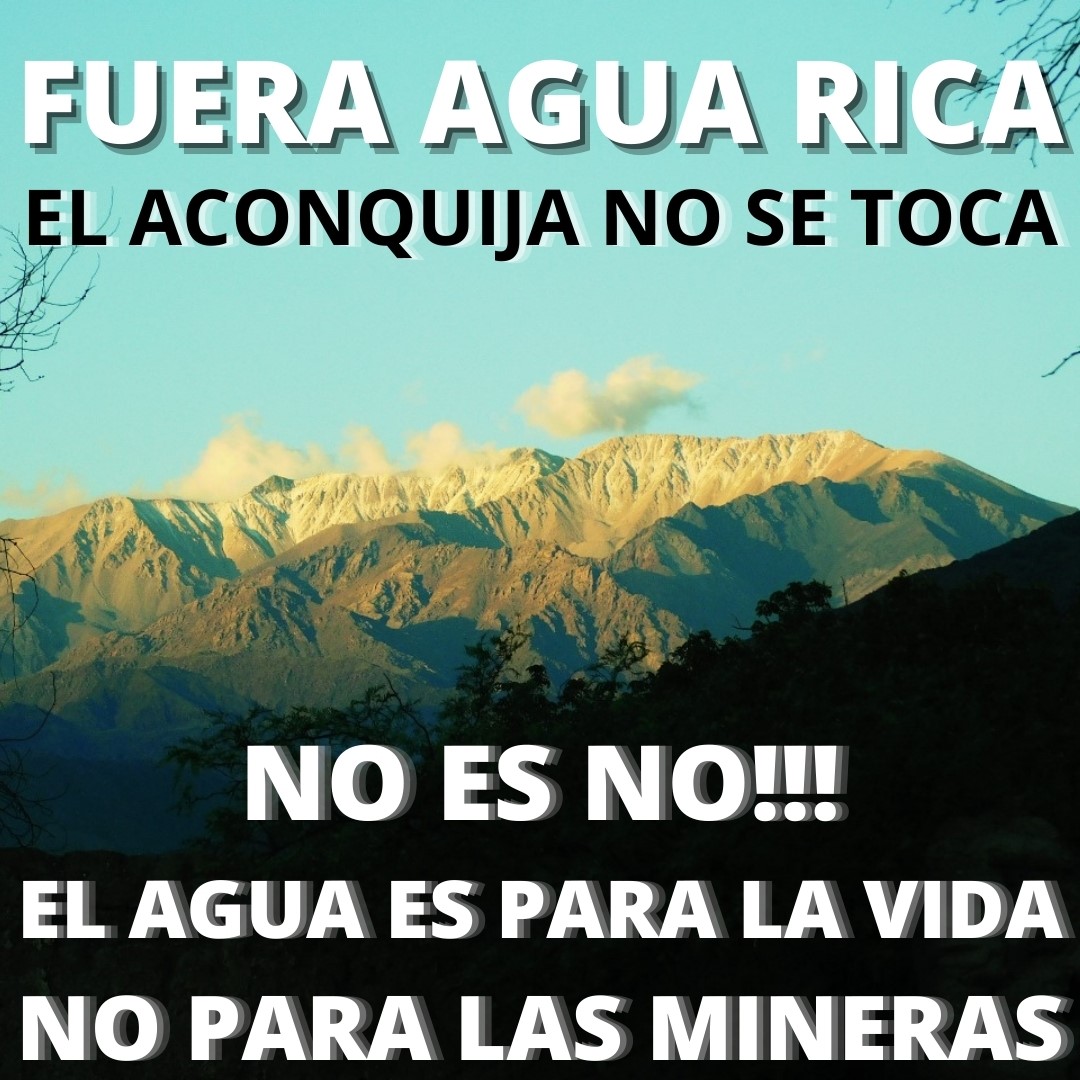 FUERA AGUA RICA
EL ACONQUIJA NO SE TOCA
NO ES NO!!!
EL AGUA ES PARA LA VIDA
NO PARA LAS MINERAS